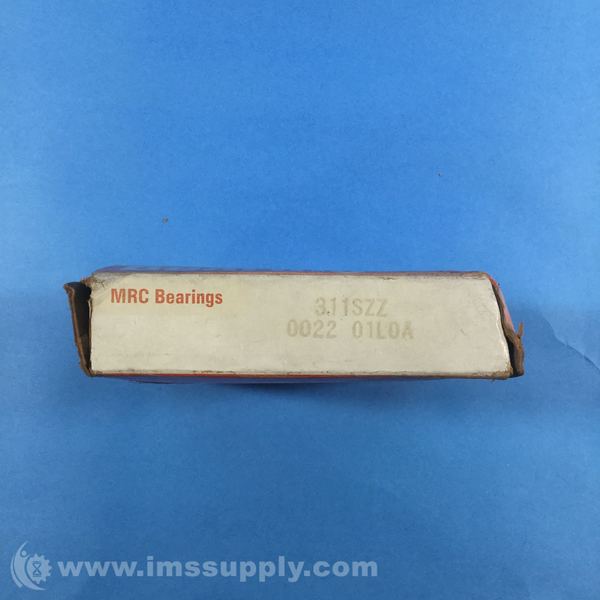 MRC Bearings
311SZZ
0022 01L0A
www.imssupply.com